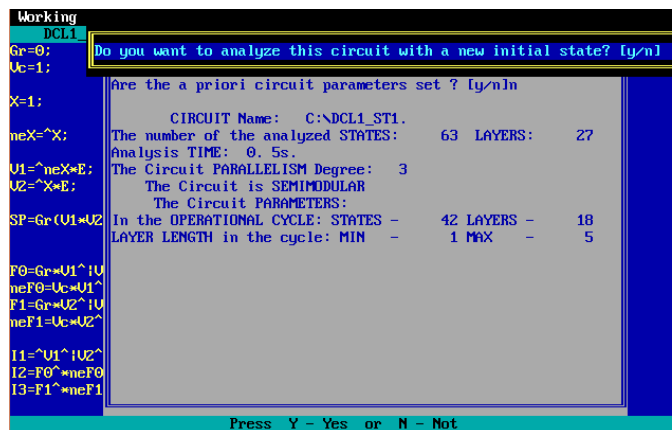 Working
DCL1_
Do you want to analyze this circuit with a new initial state? [y/n]
Gr=0;
Vc=1;
Are the a priori circuit parameters set ? [y/n]n
X=1;
CIRCUIT Name: C:\DCL1_ST1.
neX=^X;
The number of the analyzed STATES: 63 LAYERS: 27
Analysis TIME: 0. 5s.
V1=^neX*E;
The Circuit PARALLELISM Degree: 3
V2=^X*E;
The Circuit is SEMIMODULAR
The Circuit PARAMETERS:
SP=Gr(V1*V2
In the OPERATIONAL CYCLE: STATES - 42 LAYERS - 18
LAYER LENGTH in the cycle: MIN - 1 MAX - 5
F0=Gr*V1^|V
neF0=Vc*V1^
F1=Gr*V2^|V
neF1=Vc*V2^
I1=^V1^|V2^
I2=F0^*neF0
I3=F1^*neF1
Press Y - Yes or N - Not